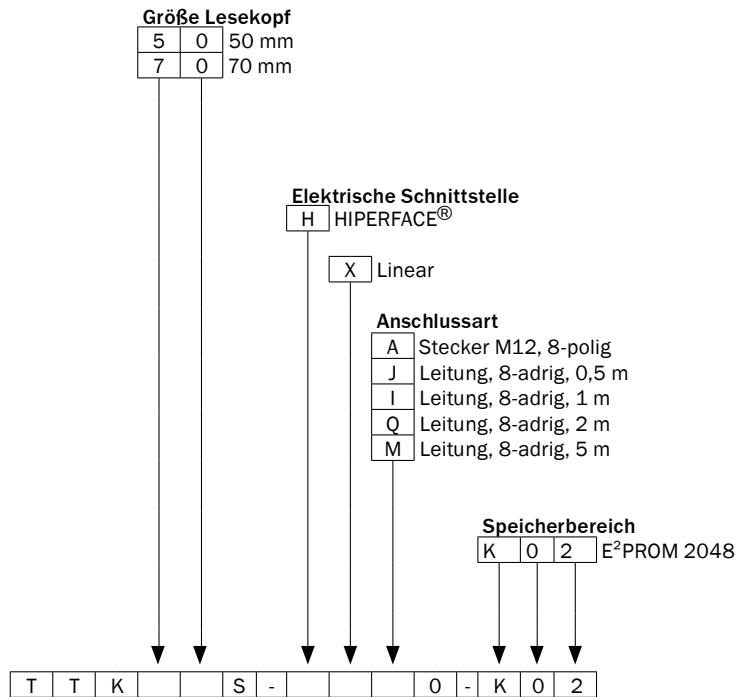 Größe Lesekopf
5 0 50 mm
7 0 70 mm
Elektrische Schnittstelle
H HIPERFACE®
X Linear
Anschlussart
A Stecker M12, 8-polig
J Leitung, 8-adrig, 0,5 m
I Leitung, 8-adrig, 1 m
Q Leitung, 8-adrig, 2 m
M Leitung, 8-adrig, 5 m
Speicherbereich
K 0 2 E²PROM 2048
T T K S - 0 - K 0 2